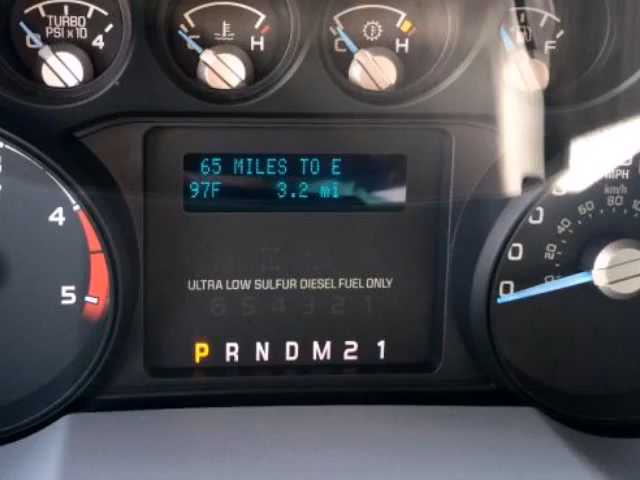 TURBO
PSI x 10
0 4
C H
C H
F
65 MILES TO E
97F 3.2 mi
4
5
ULTRA LOW SULFUR DIESEL FUEL ONLY
6 5 4 3 2 1
P R N D M 2 1
MPH
km/h
80
60
40
20
0
0
0